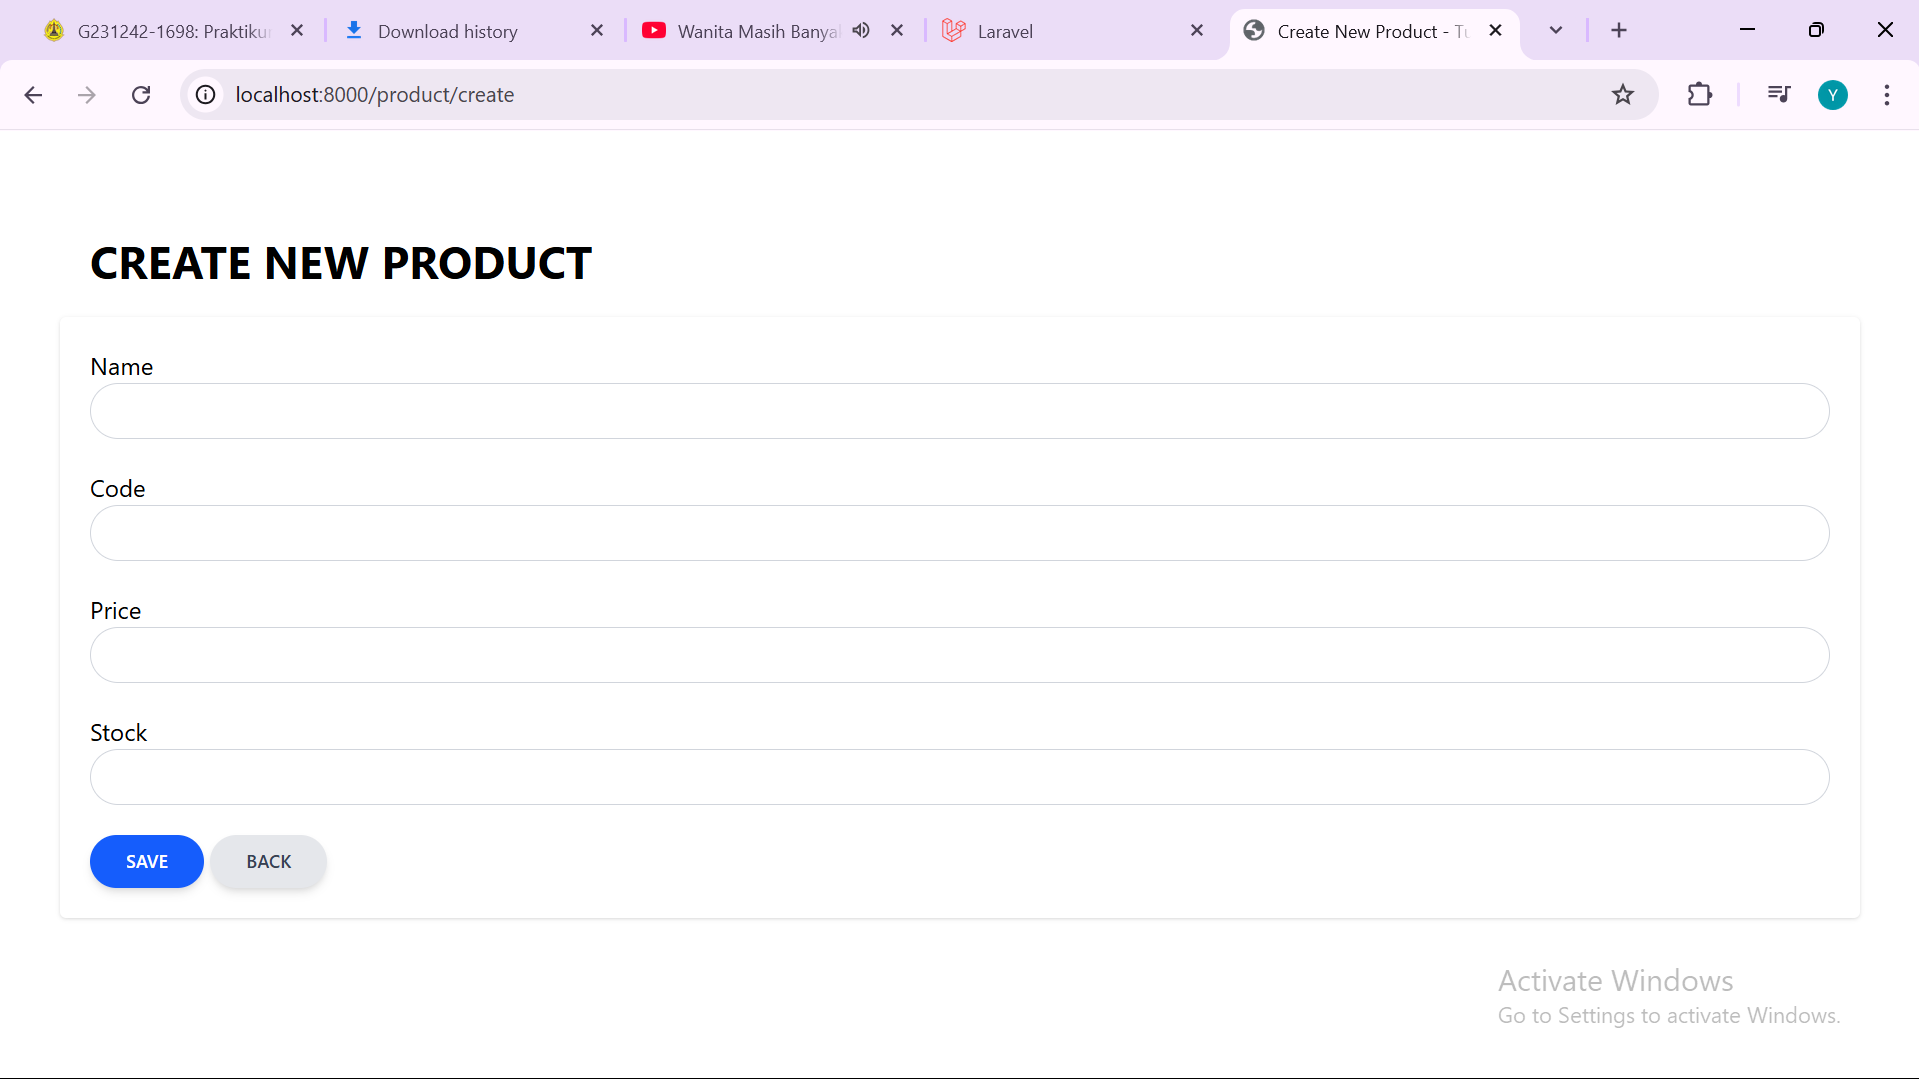 G231242-1698: Praktiku
Download history
Wanita Masih Banya
Laravel
Create New Product - Tu
localhost:8000/product/create
Y
CREATE NEW PRODUCT
Name
Code
Price
Stock
SAVE
BACK
Activate Windows
Go to Settings to activate Windows.